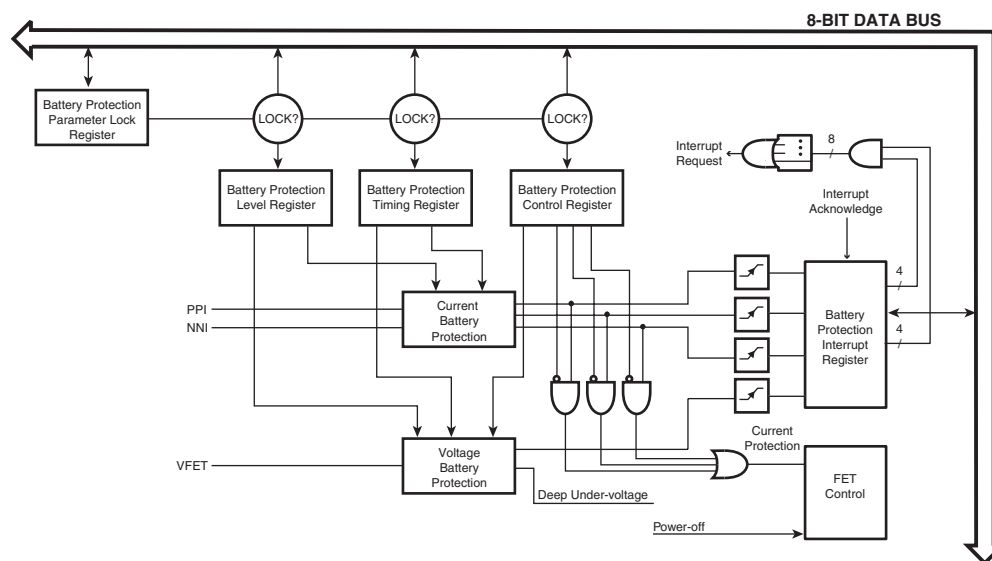 8-BIT DATA BUS
Battery Protection
Parameter Lock
Register
LOCK?
LOCK?
LOCK?
Interrupt
Request
8
Battery Protection
Level Register
Battery Protection
Timing Register
Battery Protection
Control Register
Interrupt
Acknowledge
PPI
NNI
Current
Battery
Protection
Battery
Protection
Interrupt
Register
4
4
Current
Protection
VFET
Voltage
Battery
Protection
Deep Under-voltage
FET
Control
Power-off